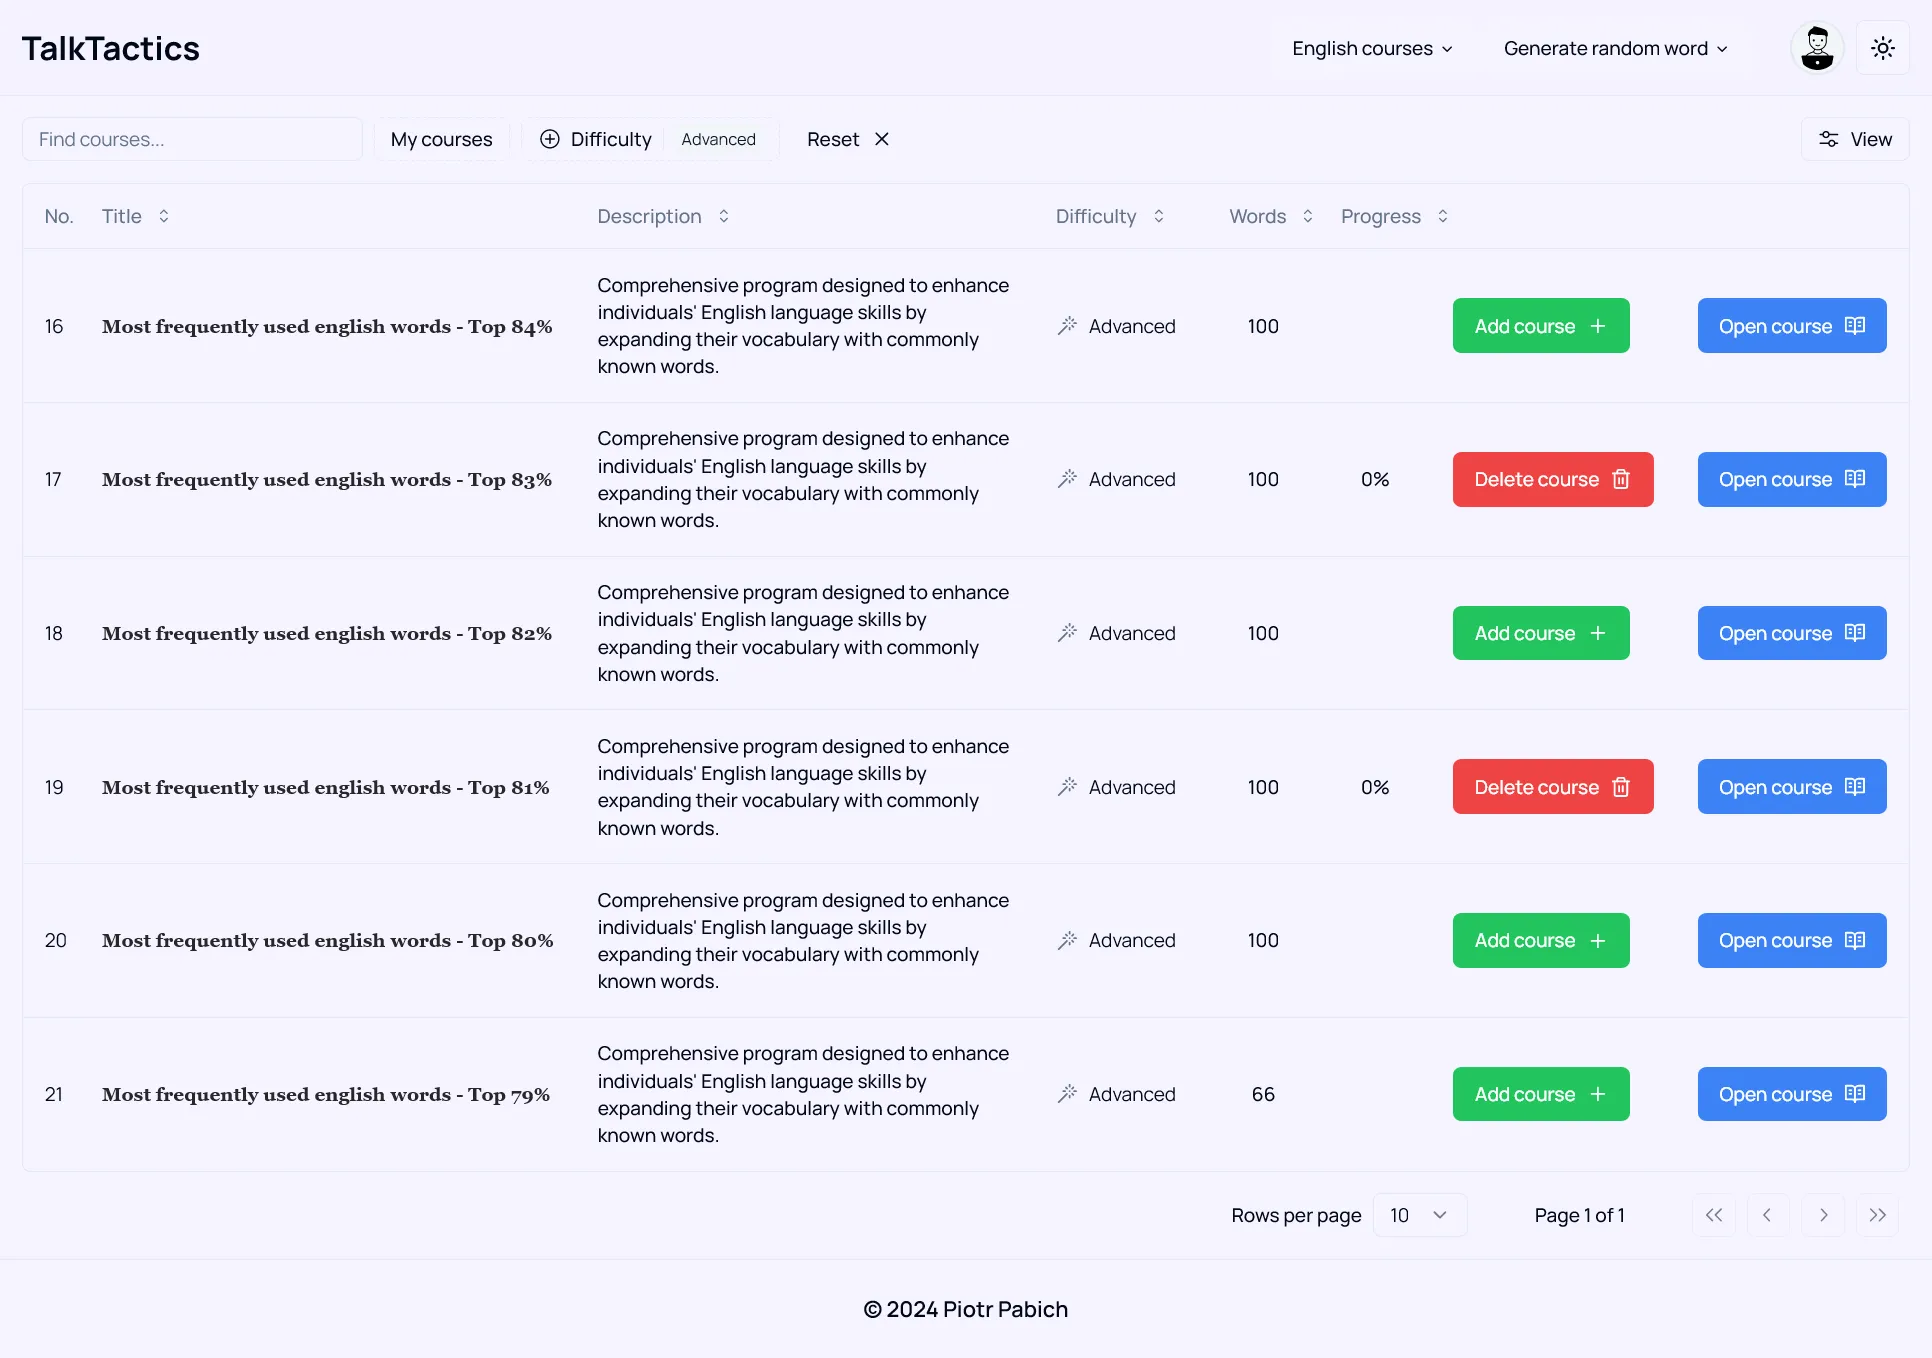 TalkTactics
English courses
Generate random word
Find courses...
My courses
Difficulty
Advanced
Reset
View
No.
Title
Description
Difficulty
Words
Progress
16
Most frequently used english words - Top 84%
Comprehensive program designed to enhance
individuals' English language skills by
expanding their vocabulary with commonly
known words.
Advanced
100
Add course
Open course
17
Most frequently used english words - Top 83%
Comprehensive program designed to enhance
individuals' English language skills by
expanding their vocabulary with commonly
known words.
Advanced
100
0%
Delete course
Open course
18
Most frequently used english words - Top 82%
Comprehensive program designed to enhance
individuals' English language skills by
expanding their vocabulary with commonly
known words.
Advanced
100
Add course
Open course
19
Most frequently used english words - Top 81%
Comprehensive program designed to enhance
individuals' English language skills by
expanding their vocabulary with commonly
known words.
Advanced
100
0%
Delete course
Open course
20
Most frequently used english words - Top 80%
Comprehensive program designed to enhance
individuals' English language skills by
expanding their vocabulary with commonly
known words.
Advanced
100
Add course
Open course
21
Most frequently used english words - Top 79%
Comprehensive program designed to enhance
individuals' English language skills by
expanding their vocabulary with commonly
known words.
Advanced
66
Add course
Open course
Rows per page
10
Page 1 of 1
© 2024 Piotr Pabich